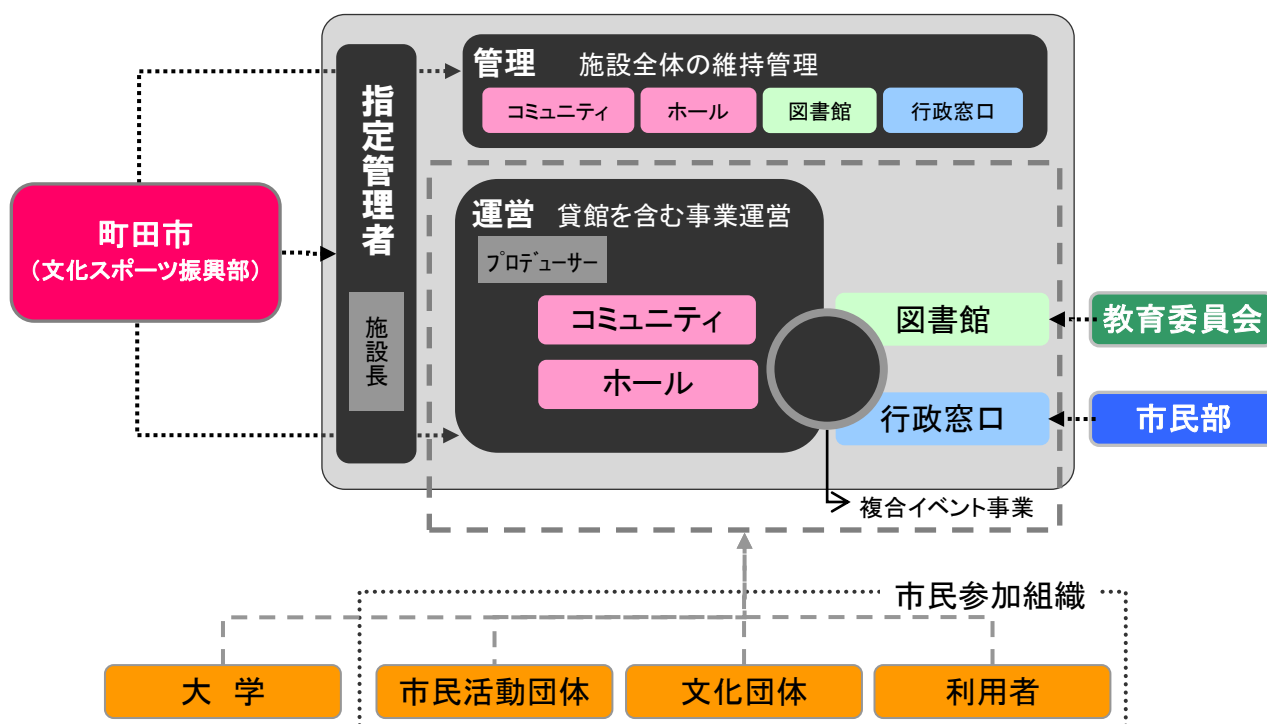 管理 施設全体の維持管理
コミュニティ ホール 図書館 行政窓口
指定管理者
施設長
町田市
（文化スポーツ振興部）
運営 貸館を含む事業運営
プロデューサー
コミュニティ
ホール
図書館
行政窓口
教育委員会
市民部
複合イベント事業
市民参加組織
大 学 市民活動団体 文化団体 利用者